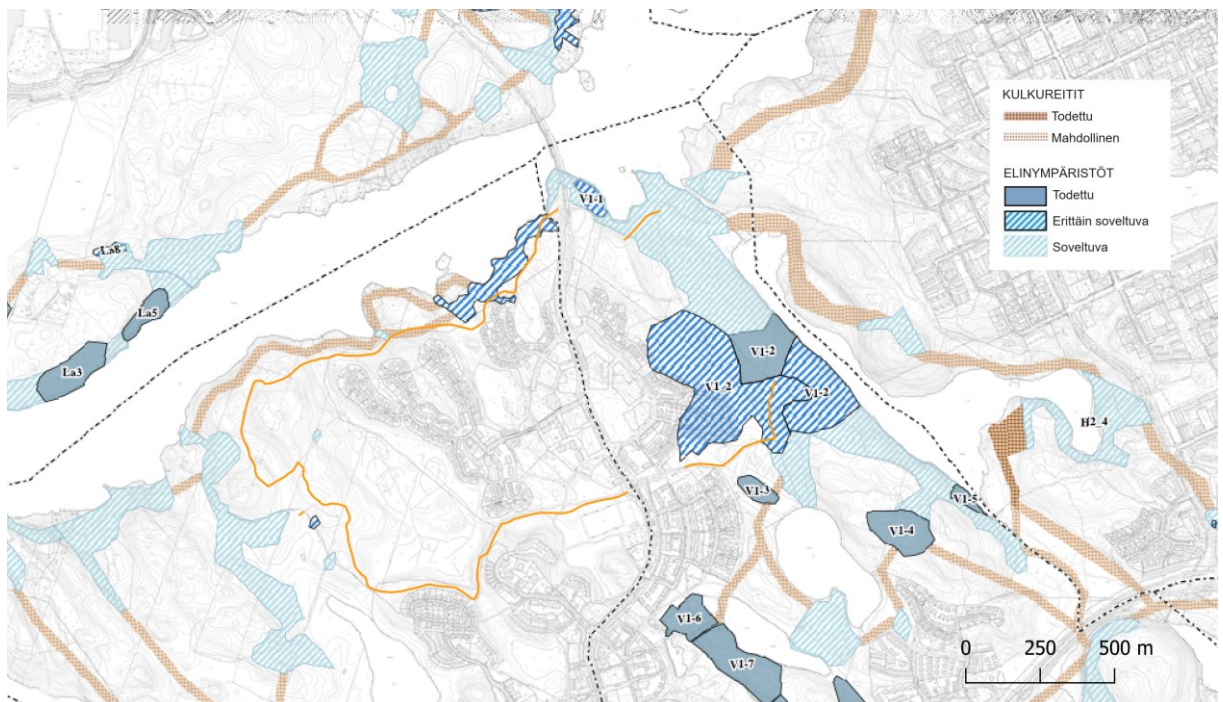 KULKUREITIT
Todettu
Mahdollinen
ELINYMPÄRISTÖT
Todettu
Erittäin soveltuva
Soveltuva
V1-1
La8
La5
La3
V1-2
V1-2
V1-2
H2_4
V1-3
V1-5
V1-4
V1-6
V1-7
0 250 500 m